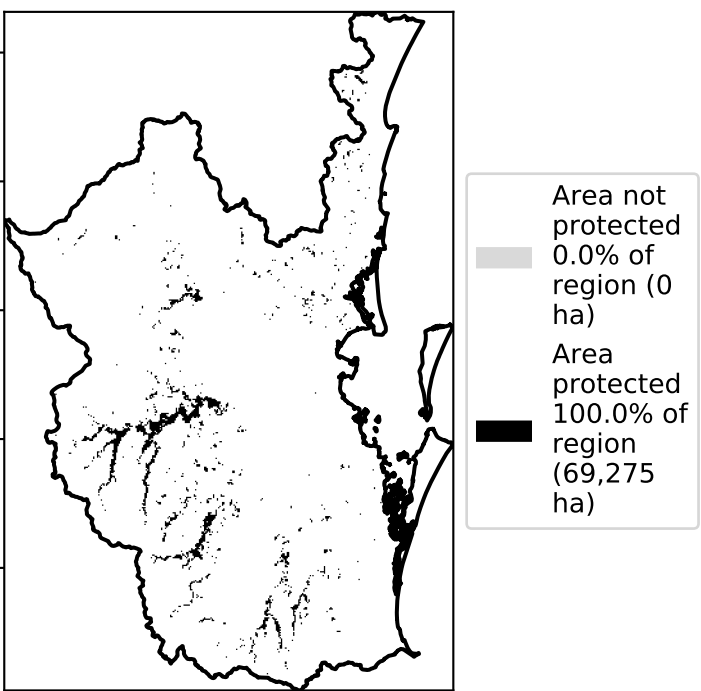 Area not
protected
0.0% of
region (0
ha)
Area
protected
100.0% of
region
(69,275
ha)